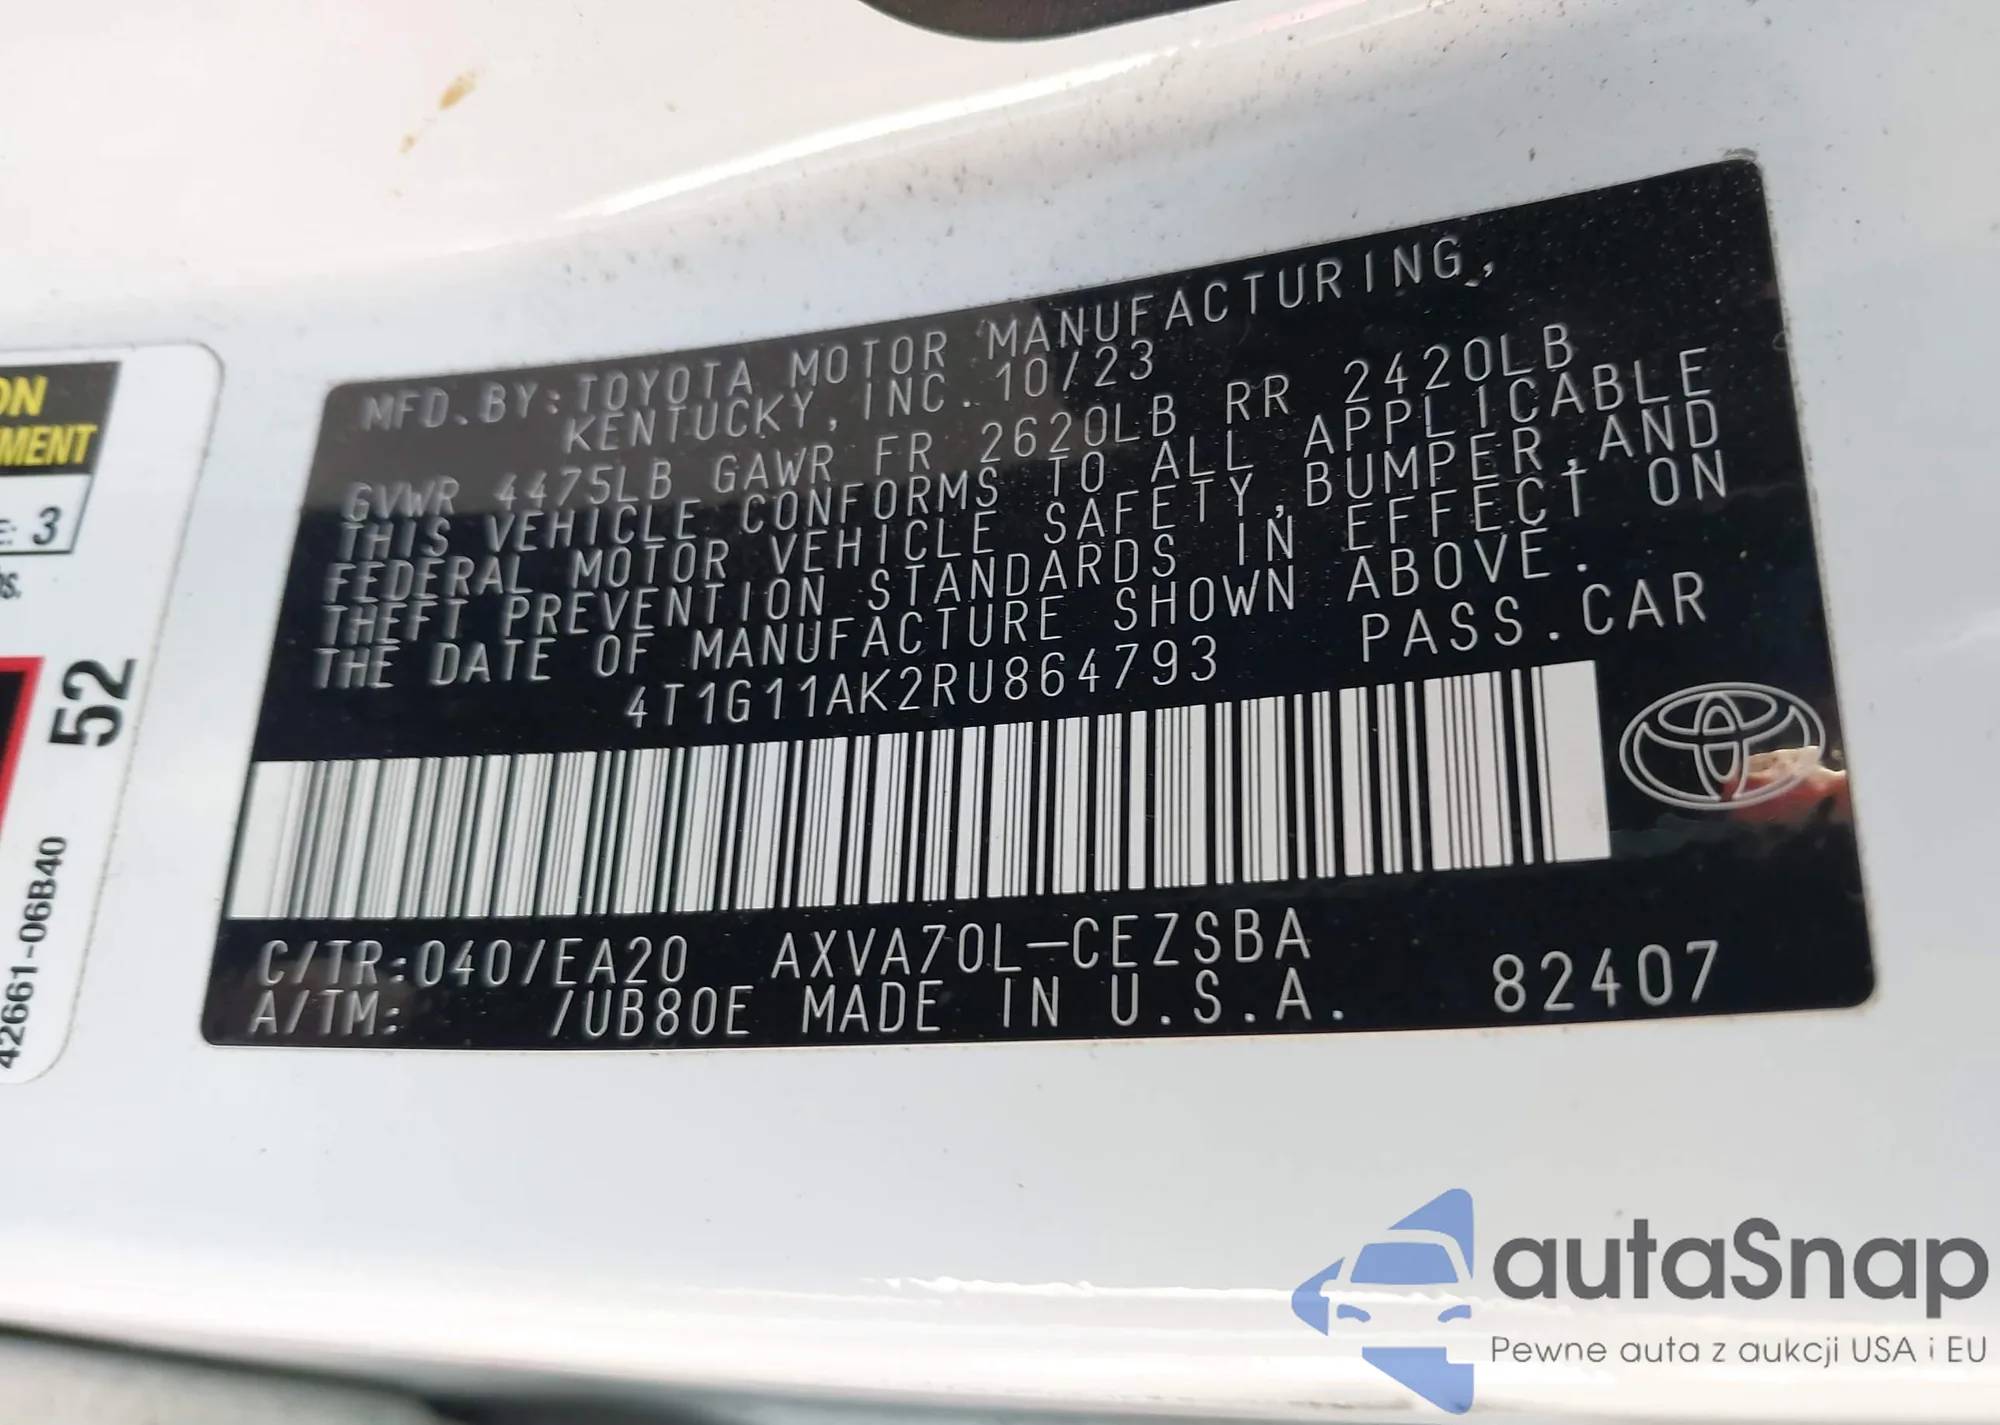 MFD.BY:TOYOTA MOTOR MANUFACTURING,
KENTUCKY, INC. 10/23
GVWR 4475LB GAWR FR 2620LB RR 2420LB
THIS VEHICLE CONFORMS TO ALL APPLICABLE
FEDERAL MOTOR VEHICLE SAFETY, BUMPER, AND
THEFT PREVENTION STANDARDS IN EFFECT ON
THE DATE OF MANUFACTURE SHOWN ABOVE.
4T1G11AK2RU864793 PASS.CAR
C/TR:040/EA20 AXVA70L-CEZSBA
A/TM: /UB80E MADE IN U.S.A. 82407
ON
MENT
E: 3
52
42661-06B40
autaSnap
Pewne auta z aukcji USA i EU